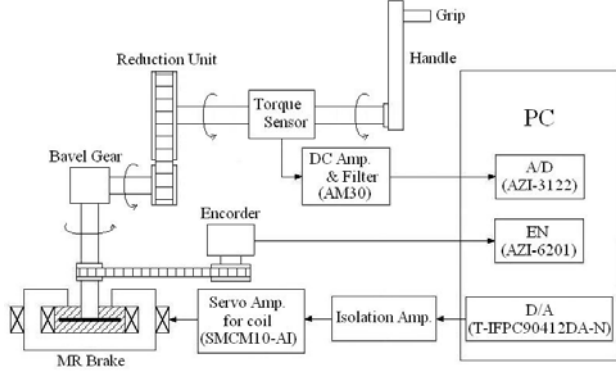 Grip
Reduction Unit
Handle
Torque
Sensor
PC
Bavel Gear
DC Amp.
& Filter
(AM30)
A/D
(AZI-3122)
Encorder
EN
(AZI-6201)
Servo Amp.
for coil
(SMCM10-AI)
Isolation Amp.
D/A
(T-IFPC90412DA-N)
MR Brake